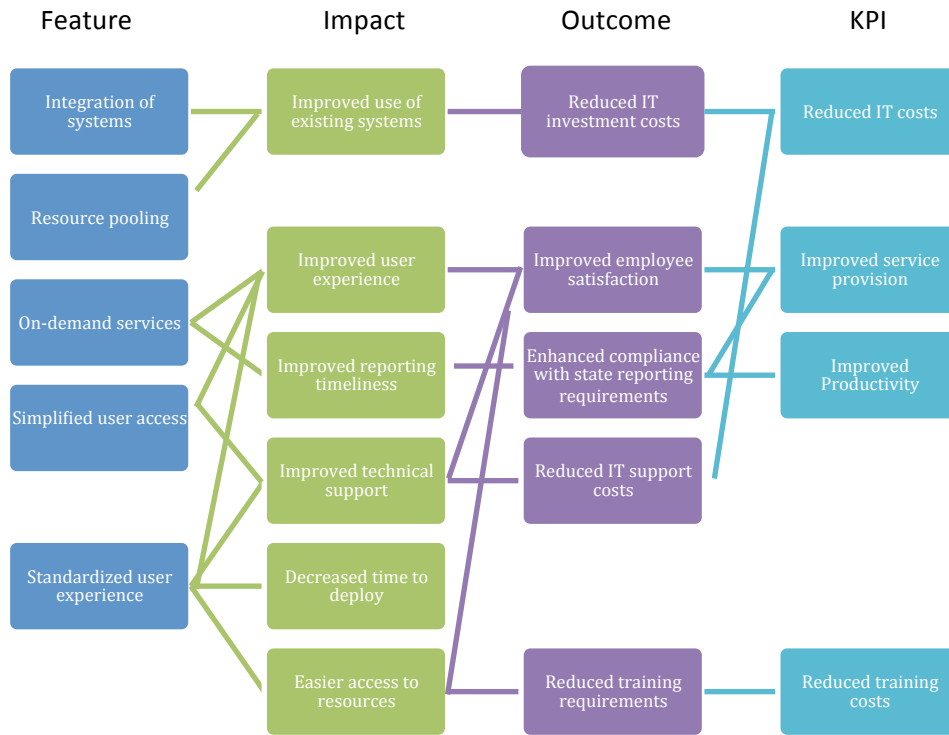 Feature
Impact
Outcome
KPI
Integration of
systems
Improved use of
existing systems
Reduced IT
investment costs
Reduced IT costs
Resource pooling
Improved user
experience
Improved employee
satisfaction
Improved service
provision
On-demand services
Improved reporting
timeliness
Enhanced compliance
with state reporting
requirements
Improved
Productivity
Simplified user access
Improved technical
support
Reduced IT support
costs
Standardized user
experience
Decreased time to
deploy
Easier access to
resources
Reduced training
requirements
Reduced training
costs